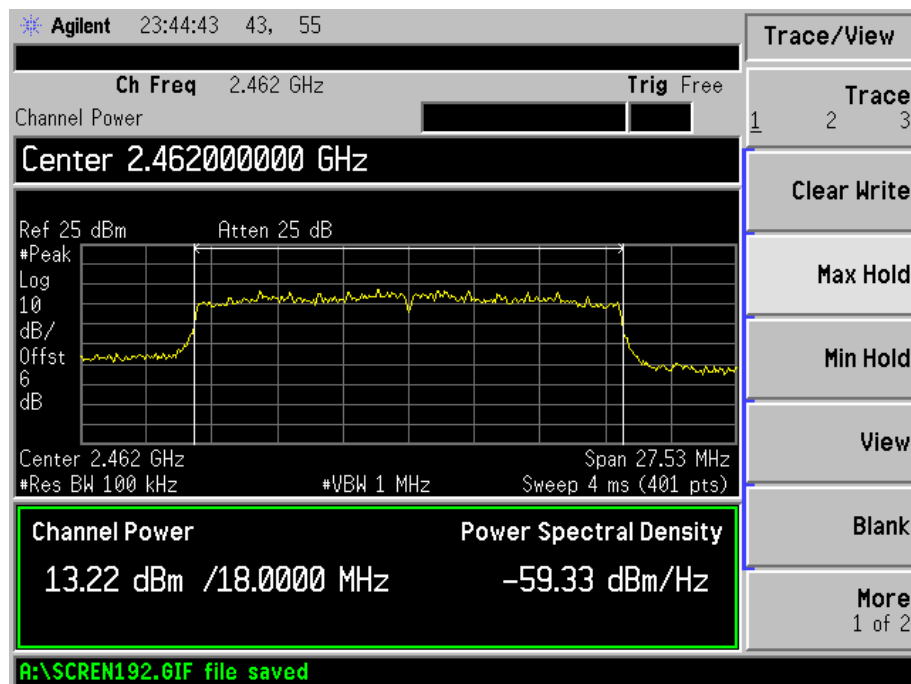 Agilent 23:44:43 43, 55
Trace/View
Ch Freq 2.462 GHz Trig Free
Channel Power
Trace
1 2 3
Center 2.462000000 GHz
Clear Write
Ref 25 dBm Atten 25 dB
#Peak
Log
10
dB/
Offst
6
dB
Max Hold
Min Hold
View
Center 2.462 GHz Span 27.53 MHz
#Res BW 100 kHz #VBW 1 MHz Sweep 4 ms (401 pts)
Channel Power Power Spectral Density
13.22 dBm /18.0000 MHz -59.33 dBm/Hz
Blank
More
1 of 2
A:\SCREN192.GIF file saved